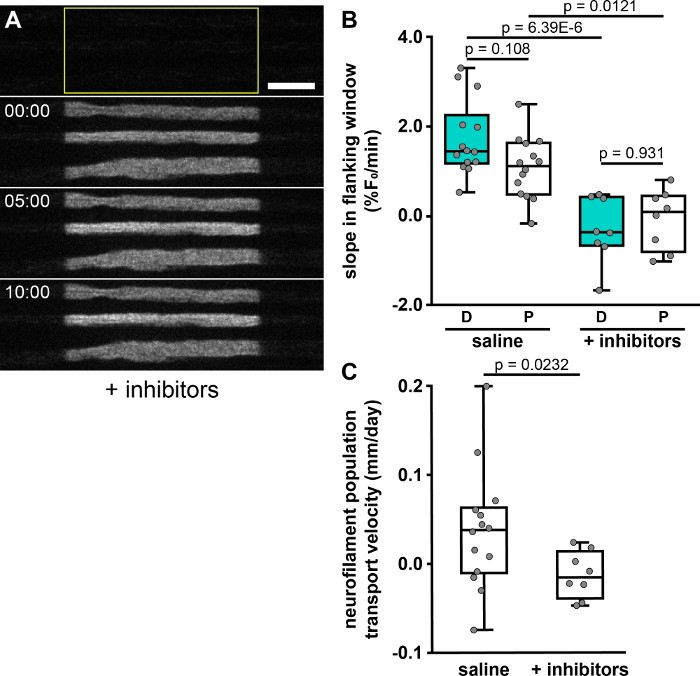 A
00:00
05:00
10:00
+ inhibitors
B
p = 0.0121
p = 6.39E-6
p = 0.108
p = 0.931
slope in flanking window
(%F₀/min)
4.0
2.0
0.0
-2.0
D P D P
saline + inhibitors
C
p = 0.0232
neurofilament population
transport velocity (mm/day)
0.2
0.1
0.0
-0.1
saline + inhibitors